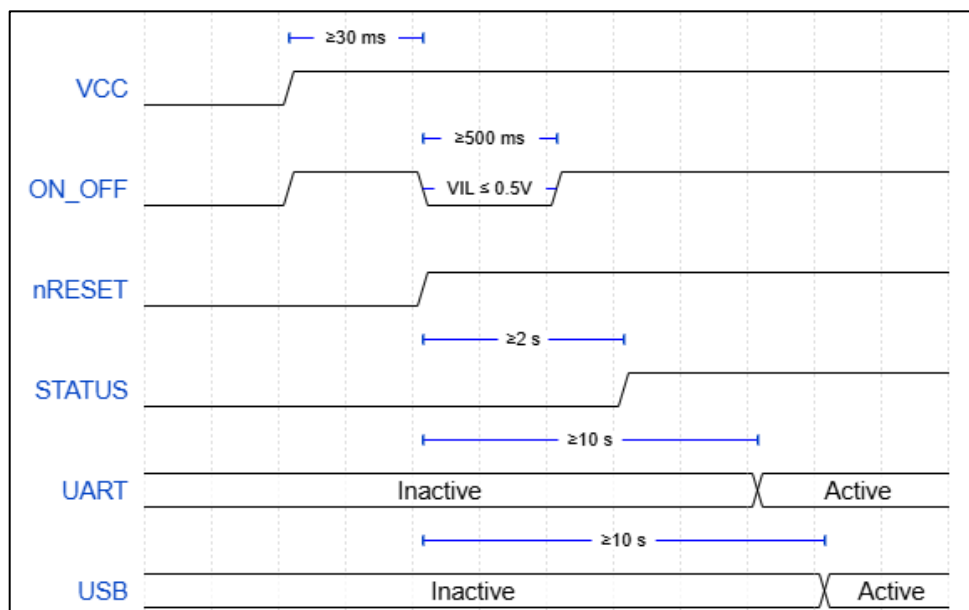 ≥30 ms
VCC
≥500 ms
ON_OFF
VIL ≤ 0.5V
nRESET
≥2 s
STATUS
≥10 s
UART
Inactive
Active
≥10 s
USB
Inactive
Active